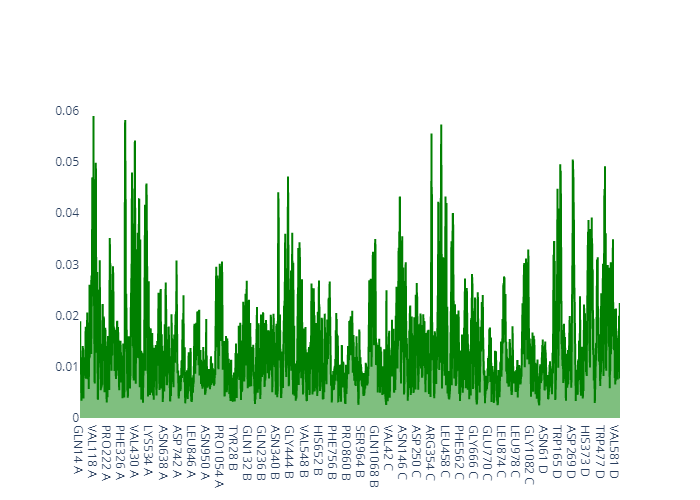 0.06
0.05
0.04
0.03
0.02
0.01
0
GLN14 A
VAL118 A
PRO222 A
PHE326 A
VAL430 A
LYS534 A
ASN638 A
ASP742 A
LEU846 A
ASN950 A
PRO1054 A
TYR28 B
GLN132 B
GLN236 B
ASN340 B
GLY444 B
VAL548 B
HIS652 B
PHE756 B
PRO860 B
SER964 B
GLN1068 B
VAL42 C
ASN146 C
ASP250 C
ARG354 C
LEU458 C
PHE562 C
GLY666 C
GLU770 C
LEU874 C
LEU978 C
GLY1082 C
ASN61 D
TRP165 D
ASP269 D
HIS373 D
TRP477 D
VAL581 D